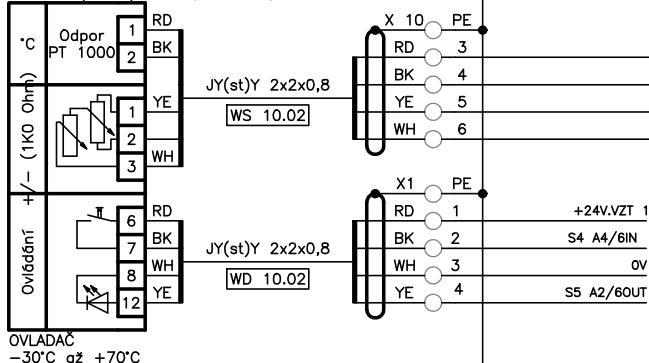 RD X 10 PE
°C Odpor 1
PT 1000 2 BK RD 3
BK 4
JY(st)Y 2x2x0,8
+/- (1K0 Ohm) 1 YE YE 5
WS 10.02
2 WH 6
3 WH
X1 PE
6 RD RD 1 +24V.VZT 1
Ovládání 7 BK BK 2 S4 A4/6IN
JY(st)Y 2x2x0,8
8 WH WH 3 0V
WD 10.02
12 YE YE 4 S5 A2/6OUT
OVLADAČ
-30°C až +70°C